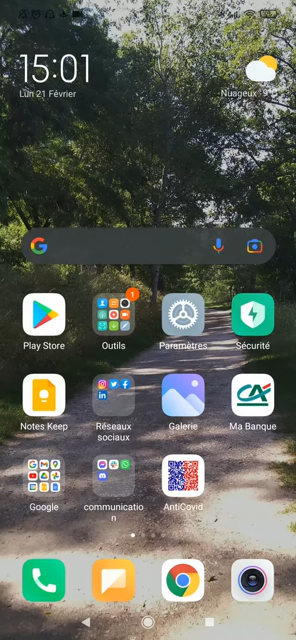 15:01
Lun 21 Février
Nuageux
Play Store
Outils
1
Paramètres
Sécurité
Notes Keep
Réseaux
sociaux
Galerie
Ma Banque
Google
communicatio
n
AntiCovid